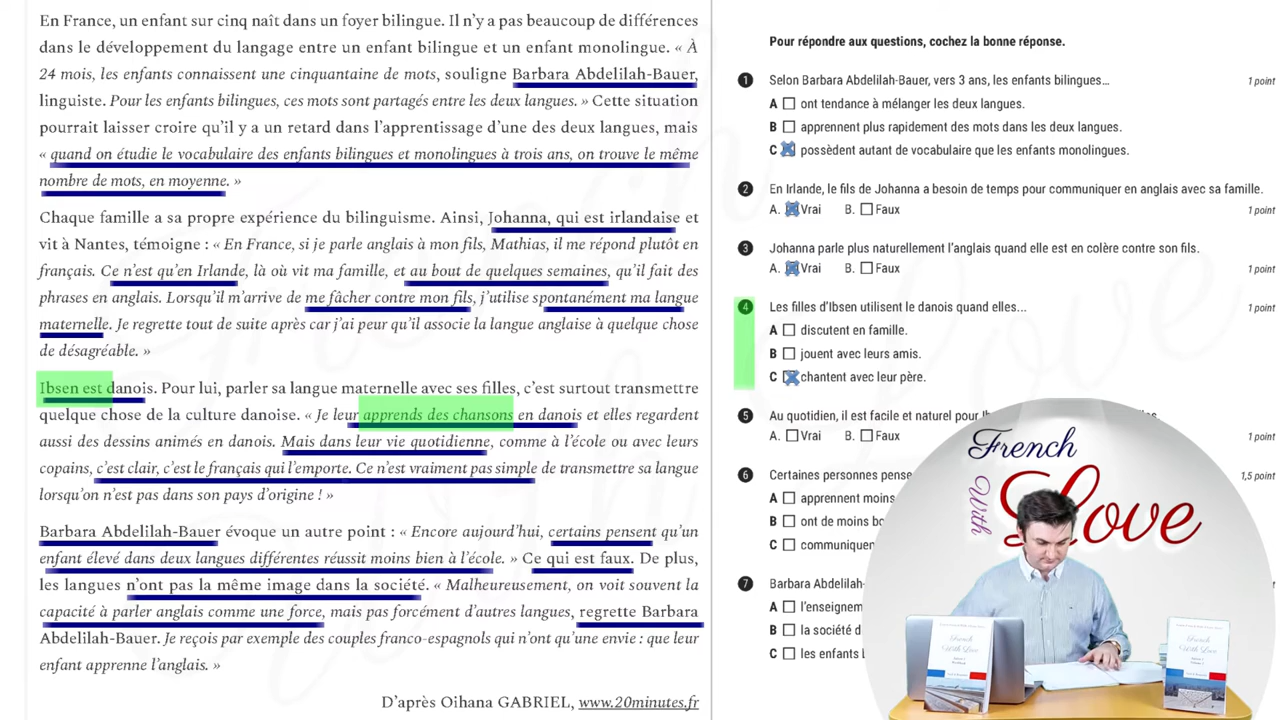 En France, un enfant sur cinq naît dans un foyer bilingue. Il n'y a pas beaucoup de différences
dans le développement du langage entre un enfant bilingue et un enfant monolingue. « À
24 mois, les enfants connaissent une cinquantaine de mots, souligne Barbara Abdelilah-Bauer,
linguiste. Pour les enfants bilingues, ces mots sont partagés entre les deux langues. » Cette situation
pourrait laisser croire qu'il y a un retard dans l'apprentissage d'une des deux langues, mais
« quand on étudie le vocabulaire des enfants bilingues et monolingues à trois ans, on trouve le même
nombre de mots, en moyenne. »
Chaque famille a sa propre expérience du bilinguisme. Ainsi, Johanna, qui est irlandaise et
vit à Nantes, témoigne : « En France, si je parle anglais à mon fils, Mathias, il me répond plutôt en
français. Ce n'est qu'en Irlande, là où vit ma famille, et au bout de quelques semaines, qu'il fait des
phrases en anglais. Lorsqu'il m'arrive de me fâcher contre mon fils, j'utilise spontanément ma langue
maternelle. Je regrette tout de suite après car j'ai peur qu'il associe la langue anglaise à quelque chose
de désagréable. »
Ibsen est danois. Pour lui, parler sa langue maternelle avec ses filles, c'est surtout transmettre
quelque chose de la culture danoise. « Je leur apprends des chansons en danois et elles regardent
aussi des dessins animés en danois. Mais dans leur vie quotidienne, comme à l'école ou avec leurs
copains, c'est clair, c'est le français qui l'emporte. Ce n'est vraiment pas simple de transmettre sa langue
lorsqu'on n'est pas dans son pays d'origine ! »
Barbara Abdelilah-Bauer évoque un autre point : « Encore aujourd'hui, certains pensent qu'un
enfant élevé dans deux langues différentes réussit moins bien à l'école. » Ce qui est faux. De plus,
les langues n'ont pas la même image dans la société. « Malheureusement, on voit souvent la
capacité à parler anglais comme une force, mais pas forcément d'autres langues, regrette Barbara
Abdelilah-Bauer. Je reçois par exemple des couples franco-espagnols qui n'ont qu'une envie : que leur
enfant apprenne l'anglais. »
D'après Oihana GABRIEL, www.20minutes.fr
Pour répondre aux questions, cochez la bonne réponse.
1 Selon Barbara Abdelilah-Bauer, vers 3 ans, les enfants bilingues... 1 point
A ont tendance à mélanger les deux langues.
B apprennent plus rapidement des mots dans les deux langues.
C possèdent autant de vocabulaire que les enfants monolingues.
2 En Irlande, le fils de Johanna a besoin de temps pour communiquer en anglais avec sa famille.
A. Vrai B. Faux 1 point
3 Johanna parle plus naturellement l'anglais quand elle est en colère contre son fils.
A. Vrai B. Faux 1 point
4 Les filles d'Ibsen utilisent le danois quand elles... 1 point
A discutent en famille.
B jouent avec leurs amis.
C chantent avec leur père.
5 Au quotidien, il est facile et naturel pour
A. Vrai B. Faux 1 point
6 Certaines personnes pense 1,5 point
A apprennent moins
B ont de moins bo
C communiquen
7 Barbara Abdelilah-
A l'enseignem
B la société d
C les enfants b
French
With
Love
French
With Love
French
With Love